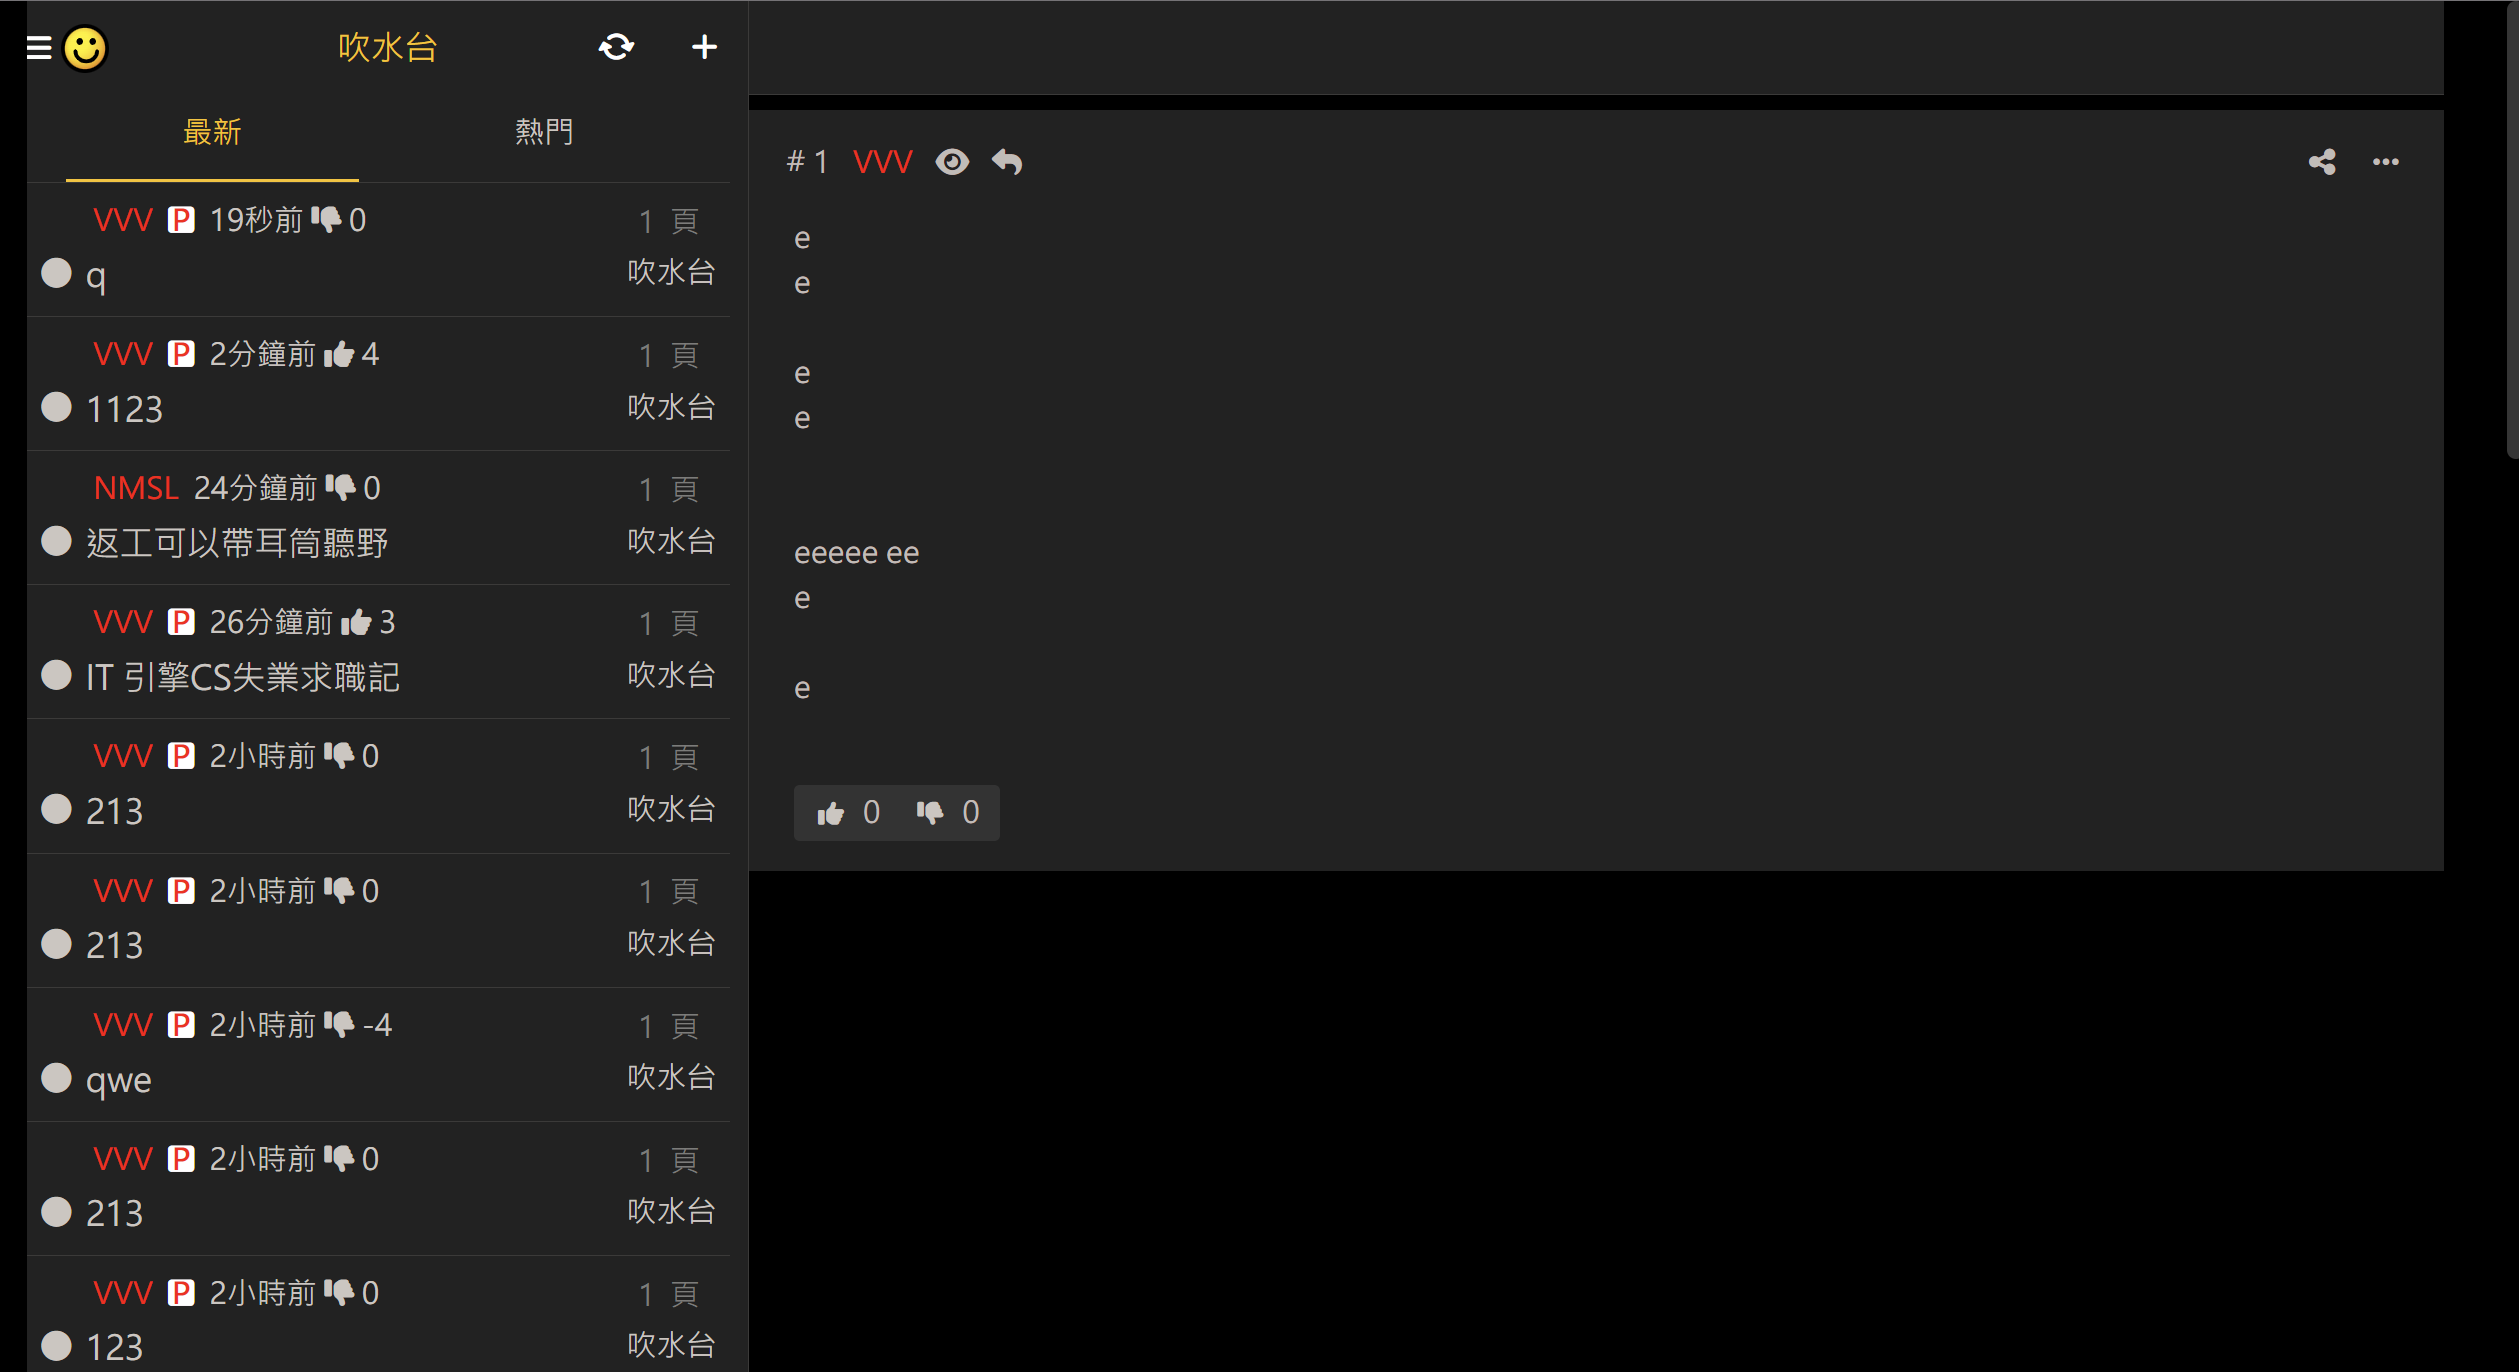 吹水台
最新 熱門
VVV P 19秒前 0 1 頁
q 吹水台
VVV P 2分鐘前 4 1 頁
1123 吹水台
NMSL 24分鐘前 0 1 頁
返工可以帶耳筒聽野 吹水台
VVV P 26分鐘前 3 1 頁
IT 引擎CS失業求職記 吹水台
VVV P 2小時前 0 1 頁
213 吹水台
VVV P 2小時前 0 1 頁
213 吹水台
VVV P 2小時前 -4 1 頁
qwe 吹水台
VVV P 2小時前 0 1 頁
213 吹水台
VVV P 2小時前 0 1 頁
123 吹水台
# 1 VVV
e
e
e
e
eeeee ee
e
e
0 0